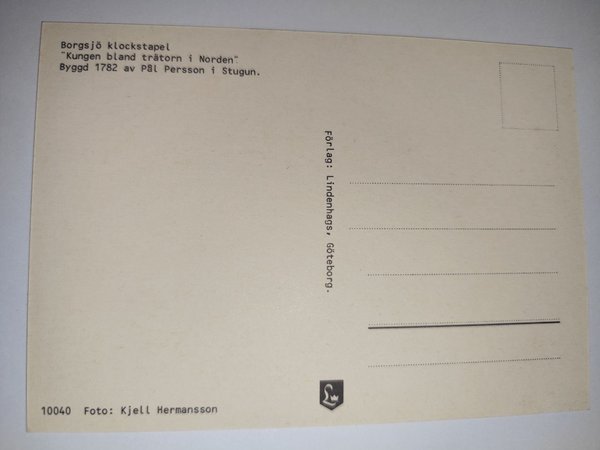 Borgsjö klockstapel
"Kungen bland trätorn i Norden"
Byggd 1782 av Pål Persson i Stugun.
Förlag: Lindenhags, Göteborg.
L
10040 Foto: Kjell Hermansson